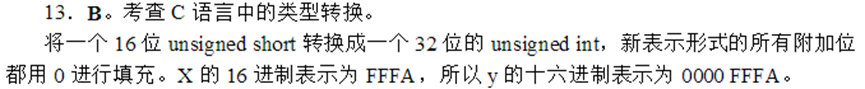 13．B。考查 C 语言中的类型转换。
将一个 16 位 unsigned short 转换成一个 32 位的 unsigned int，新表示形式的所有附加位
都用 0 进行填充。X 的 16 进制表示为 FFFA，所以 y 的十六进制表示为 0000 FFFA。